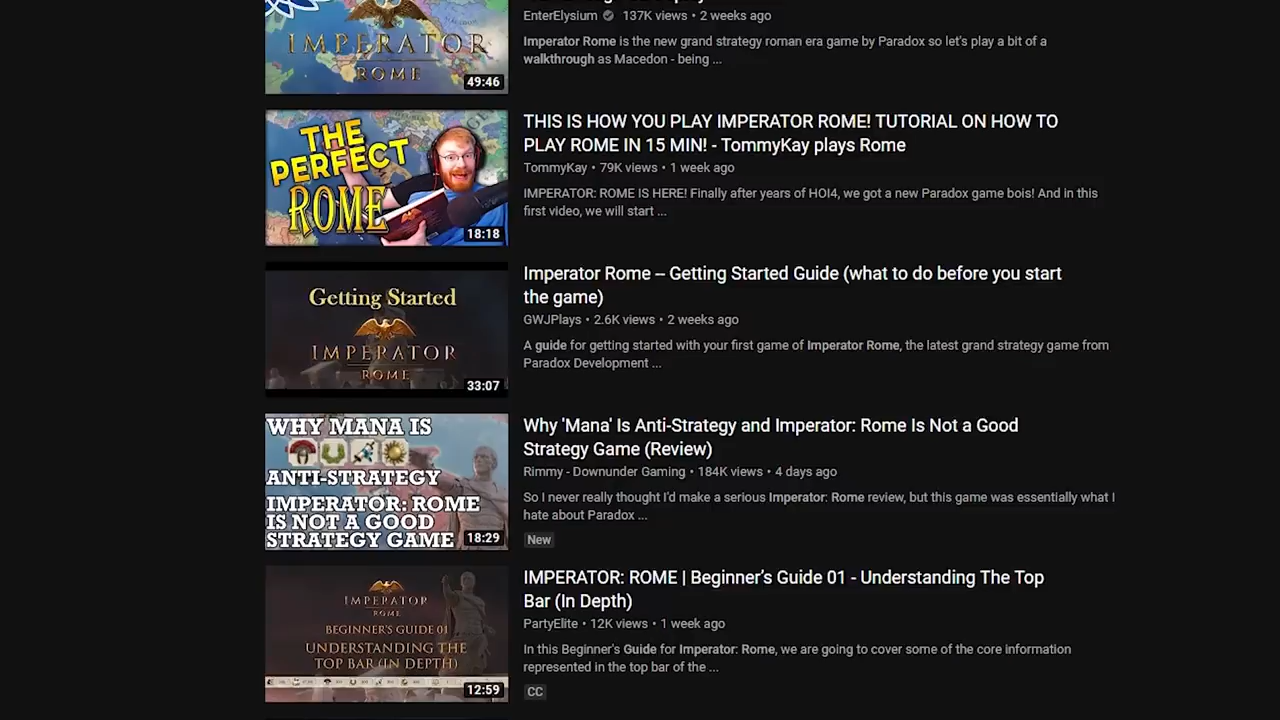 IMPERATOR
ROME
49:46
EnterElysium
137K views • 2 weeks ago
Imperator Rome is the new grand strategy roman era game by Paradox so let's play a bit of a
walkthrough as Macedon - being ...
THE
PERFECT
ROME
18:18
THIS IS HOW YOU PLAY IMPERATOR ROME! TUTORIAL ON HOW TO
PLAY ROME IN 15 MIN! - TommyKay plays Rome
TommyKay • 79K views • 1 week ago
IMPERATOR: ROME IS HERE! Finally after years of HOI4, we got a new Paradox game bois! And in this
first video, we will start ...
Getting Started
IMPERATOR
ROME
33:07
Imperator Rome -- Getting Started Guide (what to do before you start
the game)
GWJPlays • 2.6K views • 2 weeks ago
A guide for getting started with your first game of Imperator Rome, the latest grand strategy game from
Paradox Development ...
WHY MANA IS
ANTI-STRATEGY
IMPERATOR: ROME
IS NOT A GOOD
STRATEGY GAME
18:29
Why 'Mana' Is Anti-Strategy and Imperator: Rome Is Not a Good
Strategy Game (Review)
Rimmy - Downunder Gaming • 184K views • 4 days ago
So I never really thought I'd make a serious Imperator: Rome review, but this game was essentially what I
hate about Paradox ...
New
IMPERATOR
ROME
BEGINNER'S GUIDE 01
UNDERSTANDING THE
TOP BAR (IN DEPTH)
12:59
IMPERATOR: ROME | Beginner's Guide 01 - Understanding The Top
Bar (In Depth)
PartyElite • 12K views • 1 week ago
In this Beginner's Guide for Imperator: Rome, we are going to cover some of the core information
represented in the top bar of the ...
CC